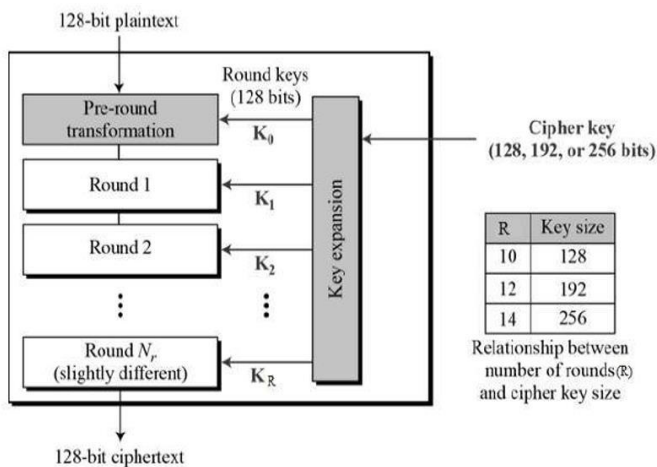 128-bit plaintext
Round keys
(128 bits)
Pre-round
transformation
K0
Cipher key
(128, 192, or 256 bits)
Round 1
K1
Round 2
K2
Key expansion
Round Nr
(slightly different)
KR
128-bit ciphertext
R Key size
10 128
12 192
14 256
Relationship between
number of rounds(R)
and cipher key size